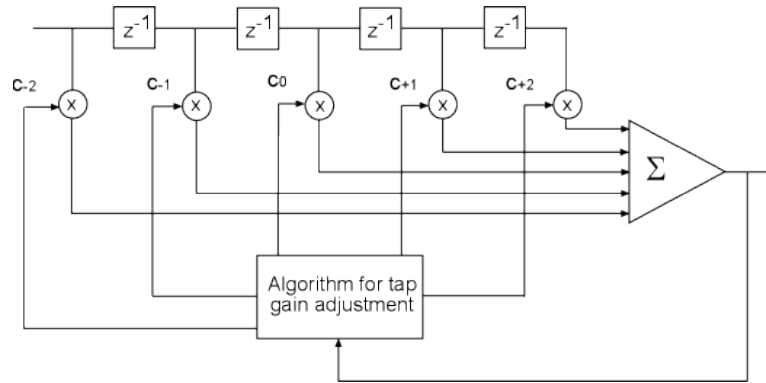 z⁻¹ z⁻¹ z⁻¹ z⁻¹
C-2 C-1 C0 C+1 C+2
x x x x x
Σ
Algorithm for tap
gain adjustment